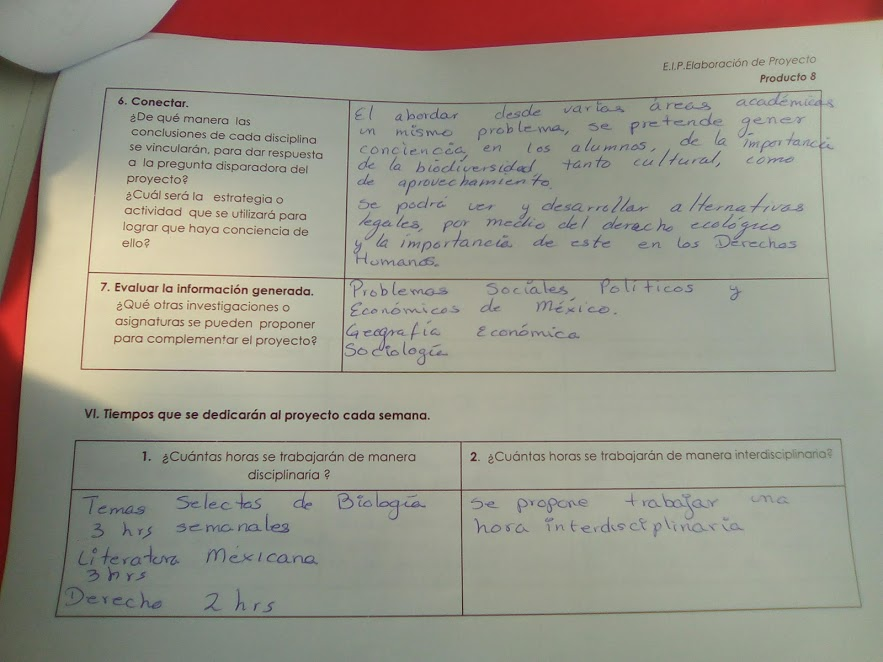 E.I.P.Elaboración de Proyecto
Producto 8
6. Conectar.
¿De qué manera las
conclusiones de cada disciplina
se vincularán, para dar respuesta
a la pregunta disparadora del
proyecto?
¿Cuál será la estrategia o
actividad que se utilizará para
lograr que haya conciencia de
ello?
El abordar desde varias áreas académicas
un mismo problema, se pretende gener
conciencia en los alumnos, de la importancia
de la biodiversidad tanto cultural, como
de aprovechamiento.
Se podrá ver y desarrollar alternativas
legales, por medio del derecho ecológico
y la importancia de este en los Derechos
Humanos.
7. Evaluar la información generada.
¿Qué otras investigaciones o
asignaturas se pueden proponer
para complementar el proyecto?
Problemas Sociales Políticos y
Económicos de México.
Geografía Económica
Sociología
VI. Tiempos que se dedicarán al proyecto cada semana.
1. ¿Cuántas horas se trabajarán de manera
disciplinaria ?
2. ¿Cuántas horas se trabajarán de manera interdisciplinaria?
Temas Selectas de Biología
3 hrs semanales
Literatura Mexicana
3 hrs
Derecho 2 hrs
Se propone trabajar una
hora interdisciplinaria